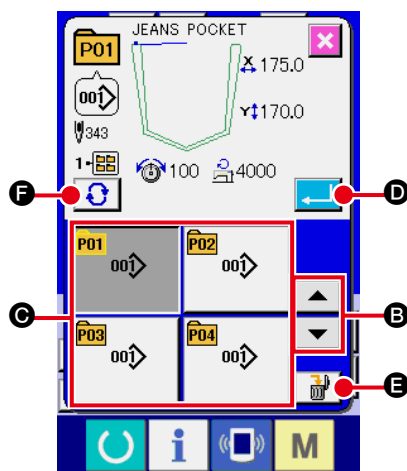 JEANS POCKET
P01
X 175.0
001
Y 170.0
343
1-
100
4000
F
D
P01
001
P02
001
C
B
P03
001
P04
001
E
i
M